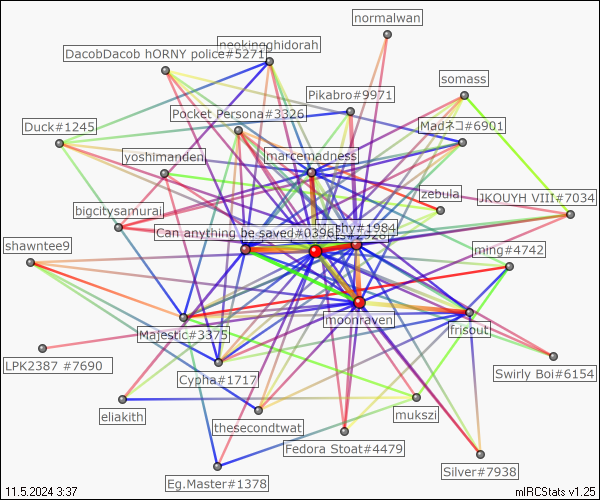 normalwan
neokingghidorah
DacobDacob hORNY police#5271
somass
Pikabro#9971
Pocket Persona#3326
Duck#1245
Madネコ#6901
marcemadness
yoshimanden
zebula
JKOUYH VIII#7034
bigcitysamurai
shy#1984
Can anything be saved#0396
shawntee9
ming#4742
moonraven
frisout
Majestic#3375
LPK2387 #7690
Swirly Boi#6154
Cypha#1717
mukszi
eliakith
thesecondtwat
Fedora Stoat#4479
Silver#7938
Eg.Master#1378
11.5.2024 3:37
mIRCStats v1.25